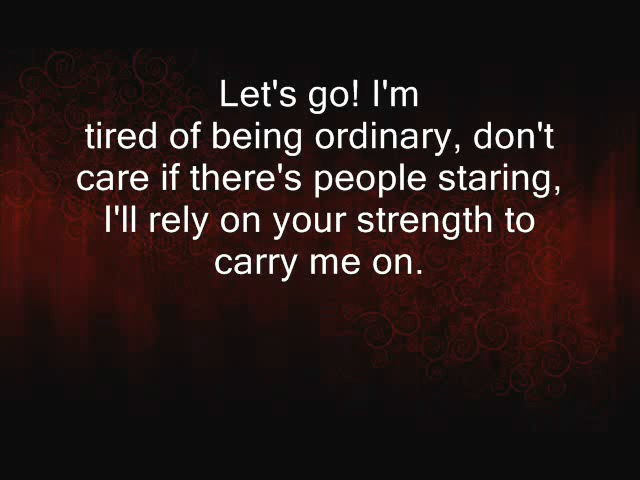 Let's go! I'm
tired of being ordinary, don't
care if there's people staring,
I'll rely on your strength to
carry me on.